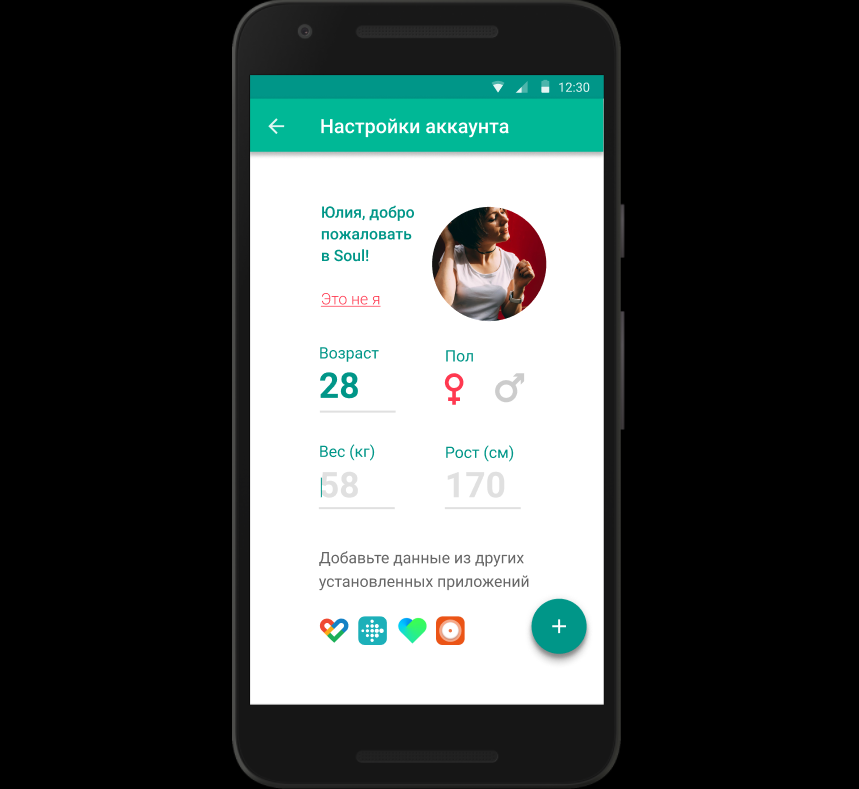 12:30
Настройки аккаунта
Юлия, добро
пожаловать
в Soul!
Это не я
Возраст
28
Пол
Вес (кг)
58
Рост (см)
170
Добавьте данные из других
установленных приложений